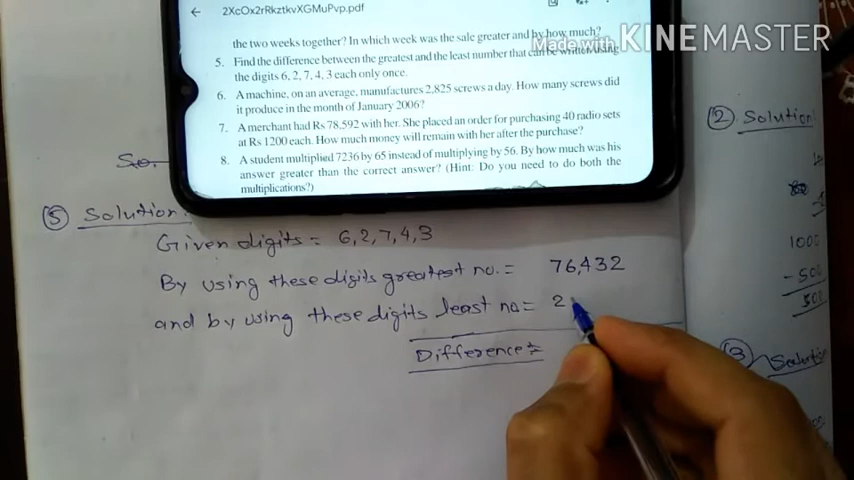 2XcOx2rRkztkvXGMuPvp.pdf
the two weeks together? In which week was the sale greater and by how much?
Made with KINEMASTER
5. Find the difference between the greatest and the least number that can be written using
the digits 6, 2, 7, 4, 3 each only once.
6. A machine, on an average, manufactures 2,825 screws a day. How many screws did
it produce in the month of January 2006?
7. A merchant had Rs 78,592 with her. She placed an order for purchasing 40 radio sets
at Rs 1200 each. How much money will remain with her after the purchase?
8. A student multiplied 7236 by 65 instead of multiplying by 56. By how much was his
answer greater than the correct answer? (Hint: Do you need to do both the
multiplications?)
So.
5 Solution:
Given digits = 6,2,7,4,3
By using these digits greatest no. = 76,432
and by using these digits least no = 2
Difference =
2 Solution
1000
- 500
500
3 Solution